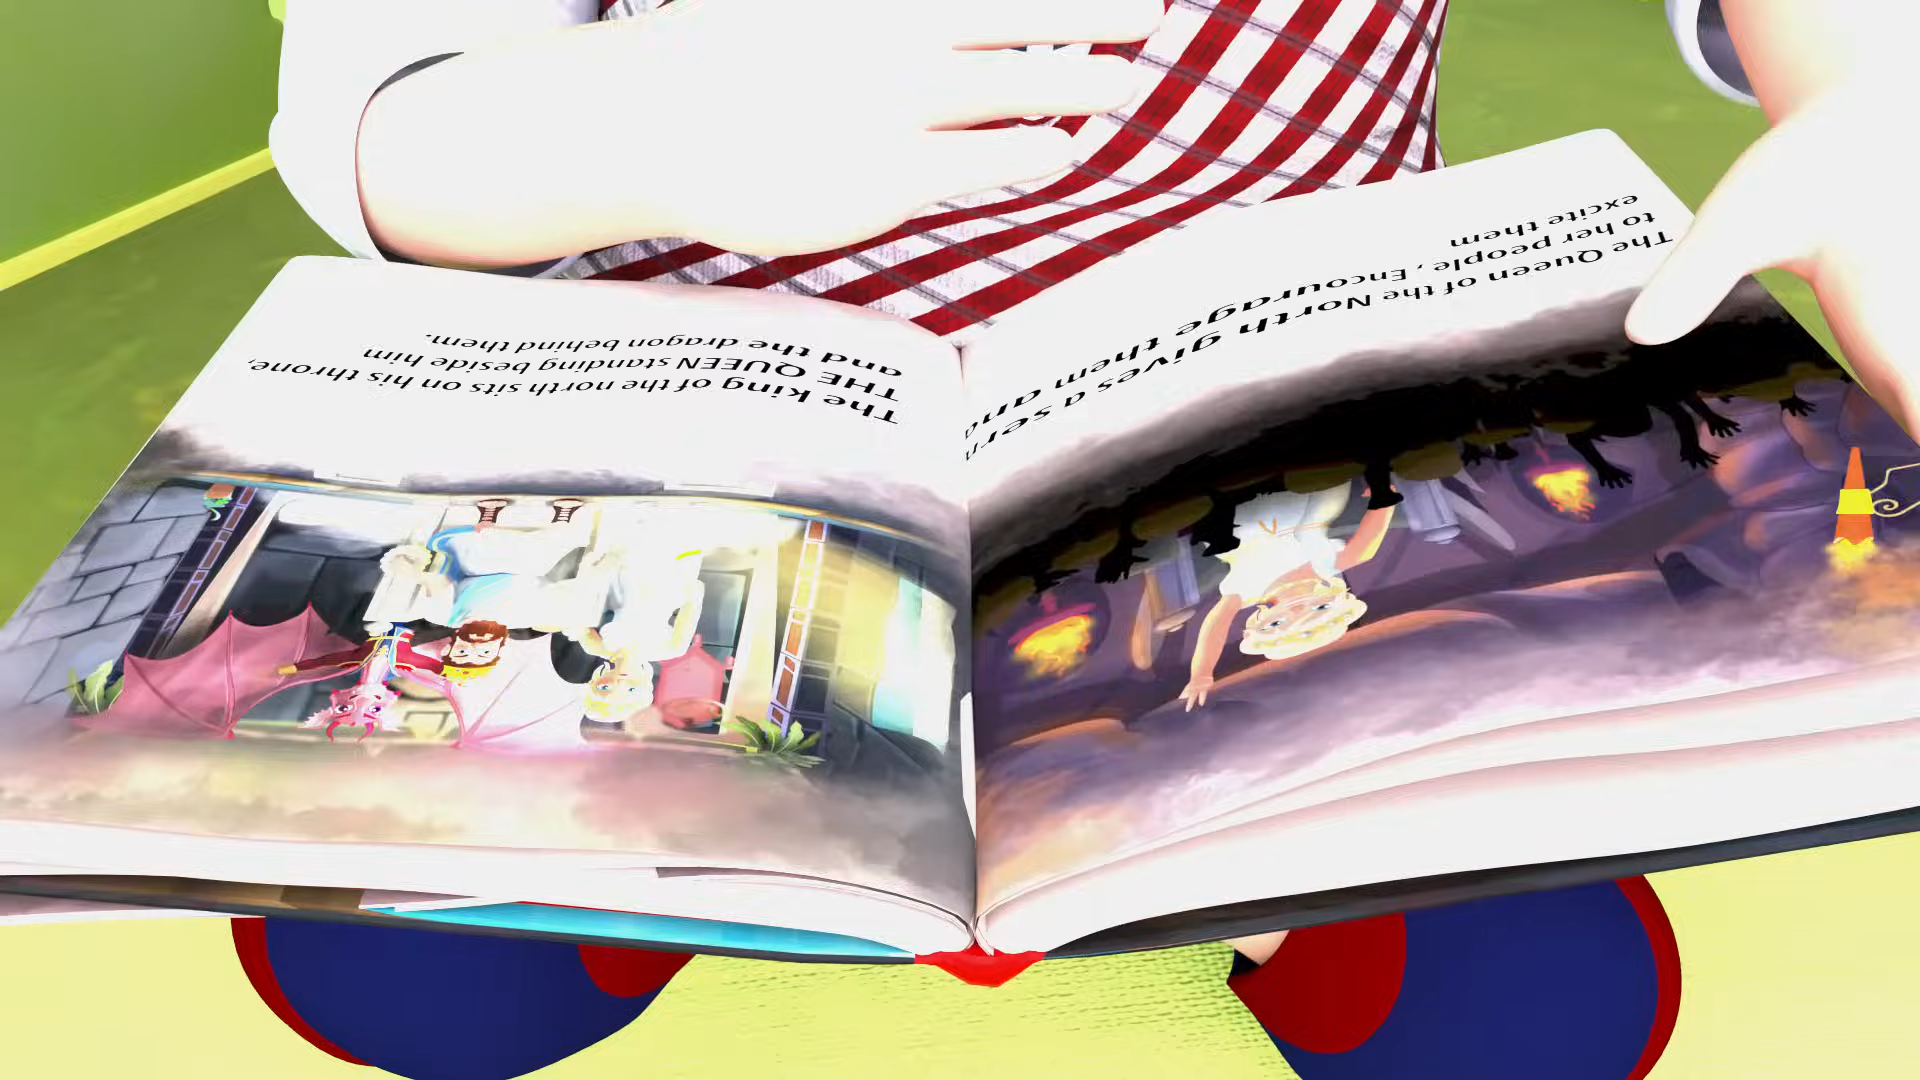 The king of the north sits on his throne,
THE QUEEN standing beside him
and the dragon behind them.
The Queen of the North gives a serm
to her people, Encourage them and
excite them